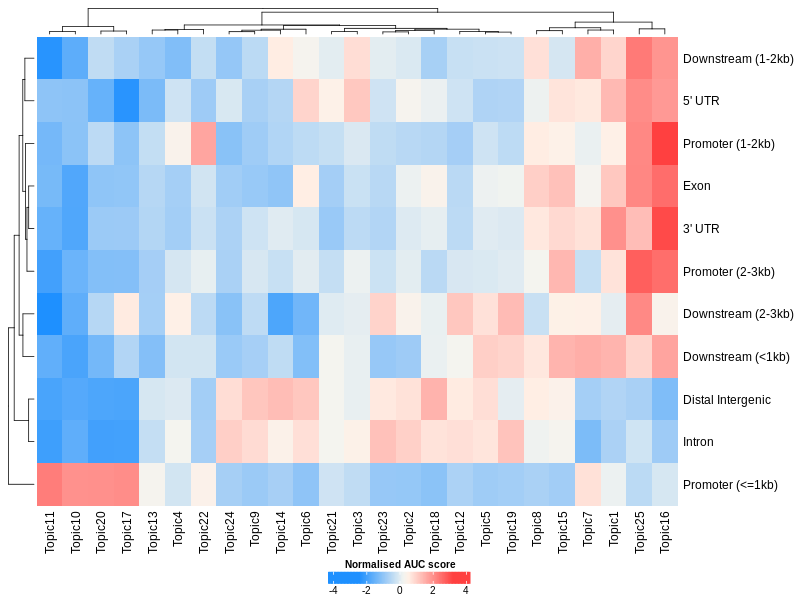 Downstream (1-2kb)
5' UTR
Promoter (1-2kb)
Exon
3' UTR
Promoter (2-3kb)
Downstream (2-3kb)
Downstream (<1kb)
Distal Intergenic
Intron
Promoter (<=1kb)
Topic11
Topic10
Topic20
Topic17
Topic13
Topic4
Topic22
Topic24
Topic9
Topic14
Topic6
Topic21
Topic3
Topic23
Topic2
Topic18
Topic12
Topic5
Topic19
Topic8
Topic15
Topic7
Topic1
Topic25
Topic16
Normalised AUC score
-4 -2 0 2 4